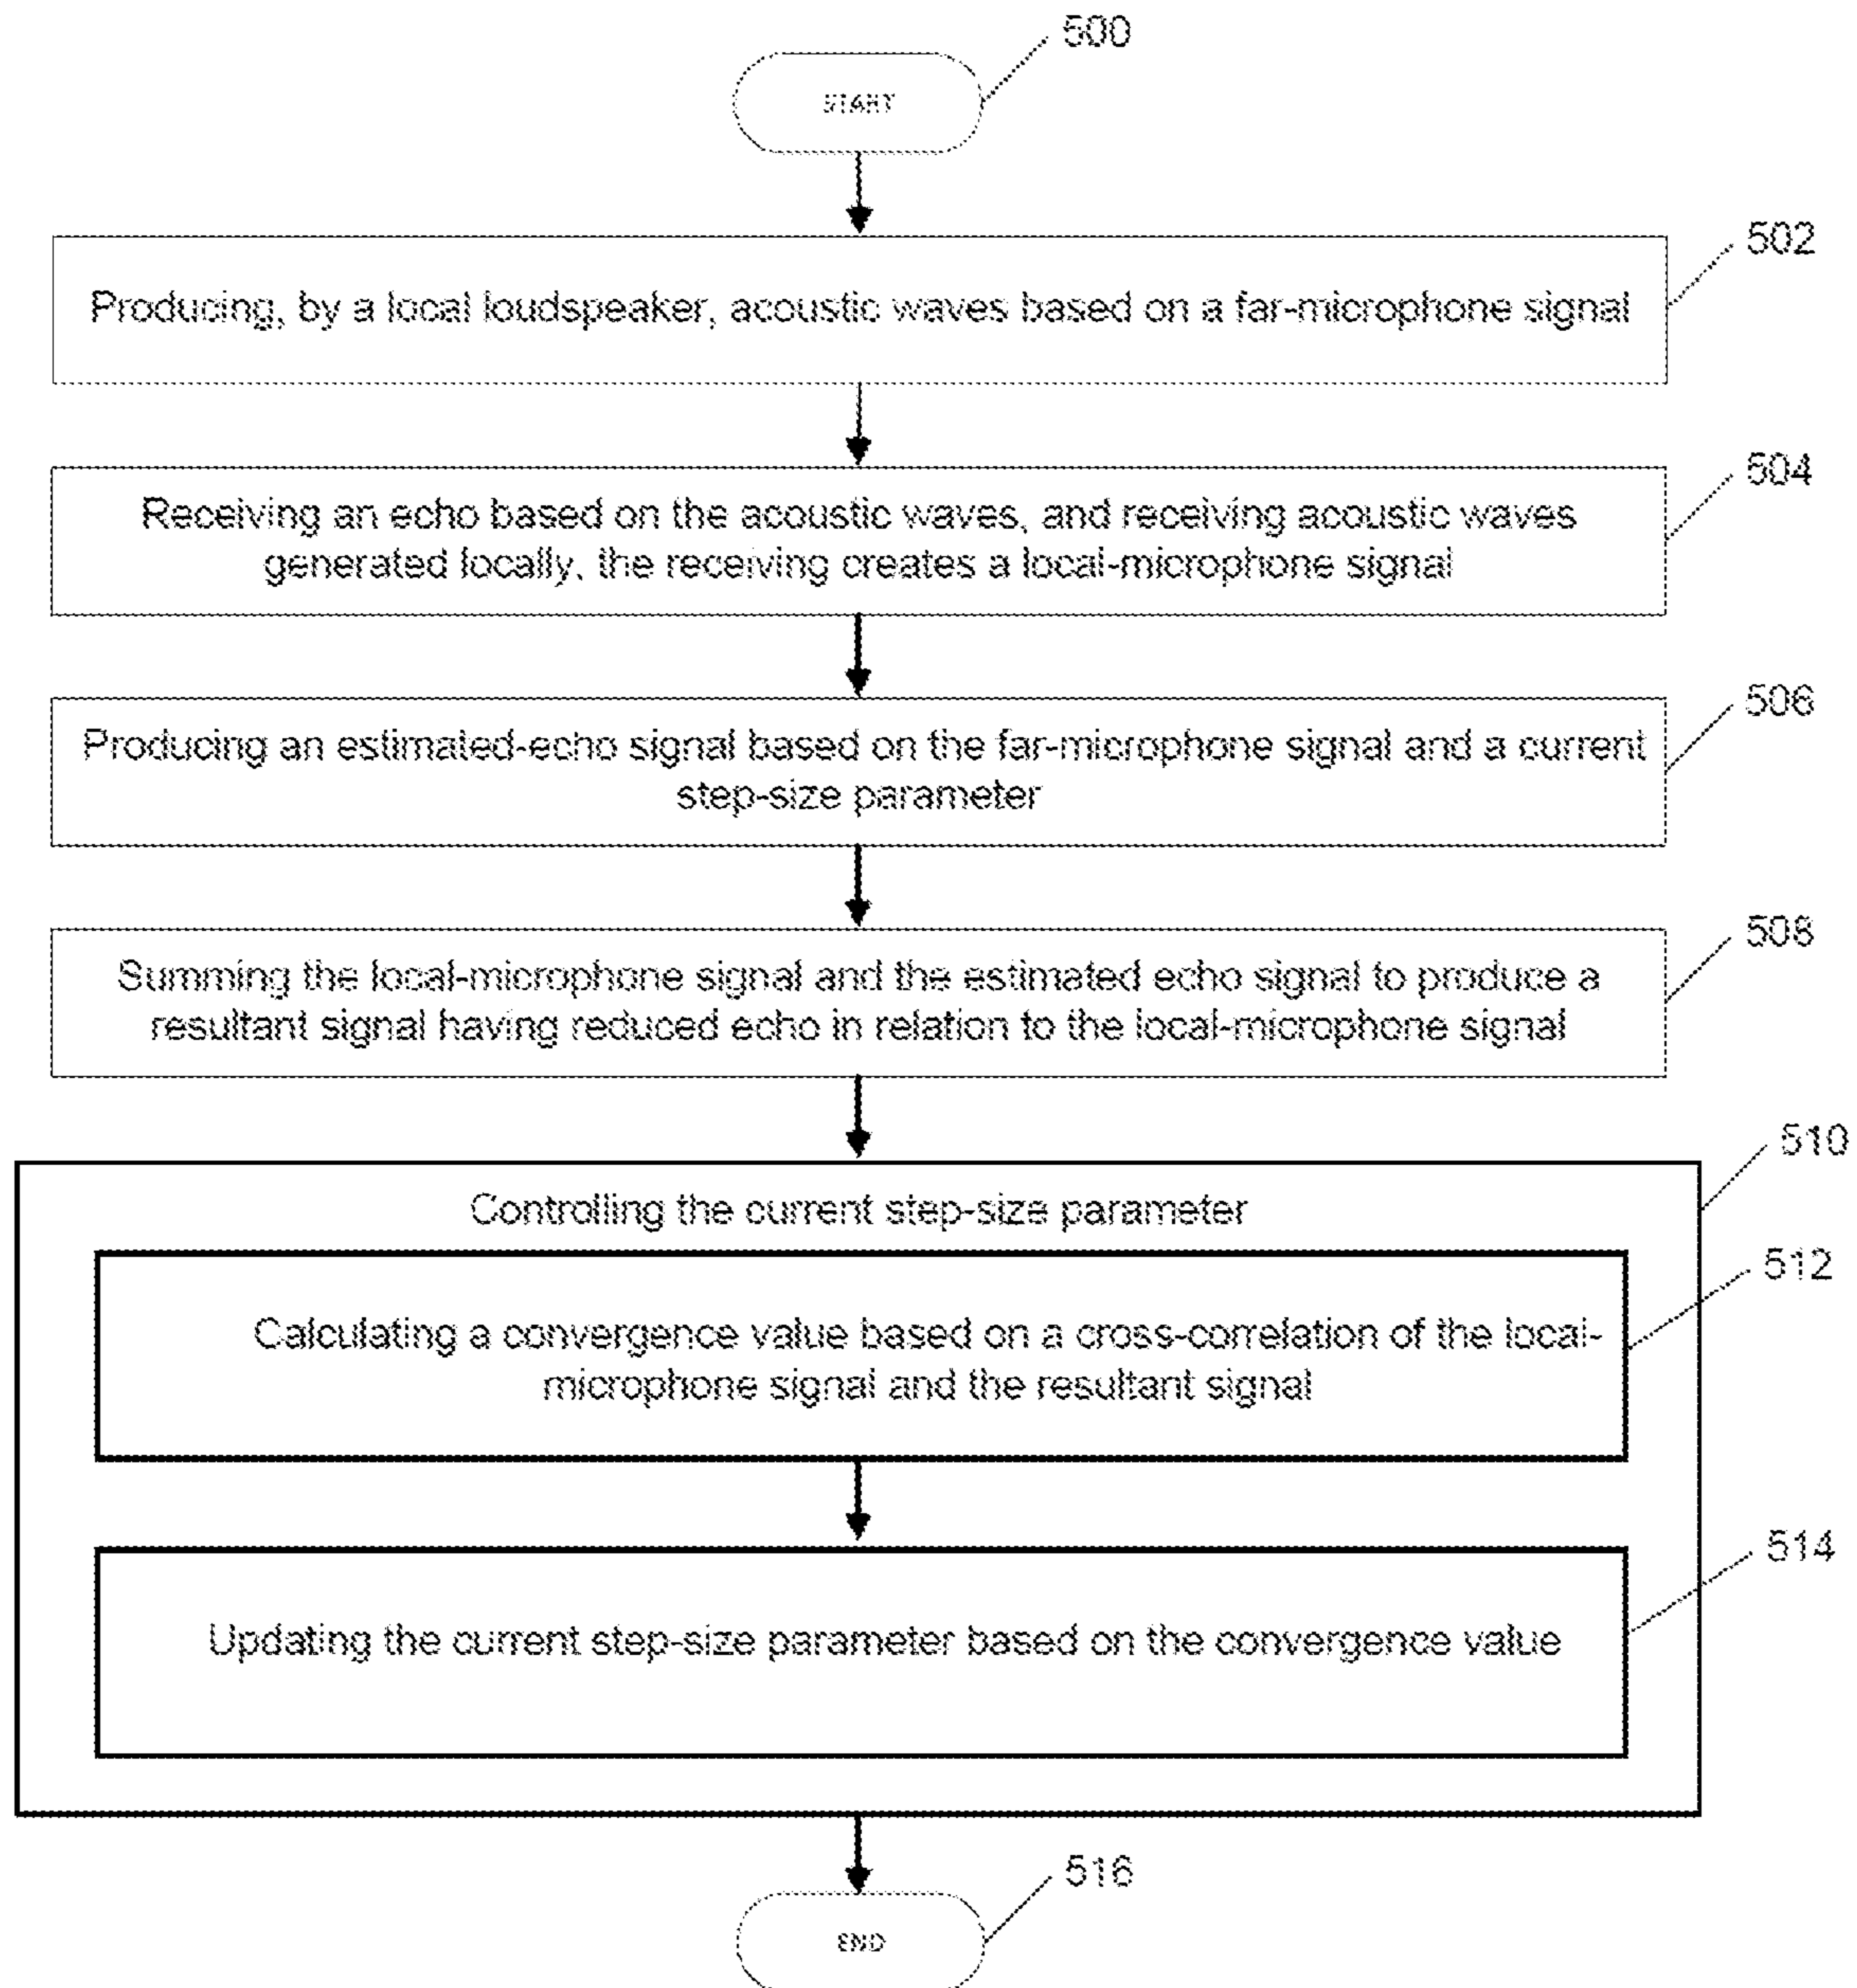 500
START
502
Producing, by a local loudspeaker, acoustic waves based on a far-microphone signal
504
Receiving an echo based on the acoustic waves, and receiving acoustic waves
generated locally, the receiving creates a local-microphone signal
506
Producing an estimated-echo signal based on the far-microphone signal and a current
step-size parameter
508
Summing the local-microphone signal and the estimated echo signal to produce a
resultant signal having reduced echo in relation to the local-microphone signal
510
Controlling the current step-size parameter
512
Calculating a convergence value based on a cross-correlation of the local-
microphone signal and the resultant signal
514
Updating the current step-size parameter based on the convergence value
516
END